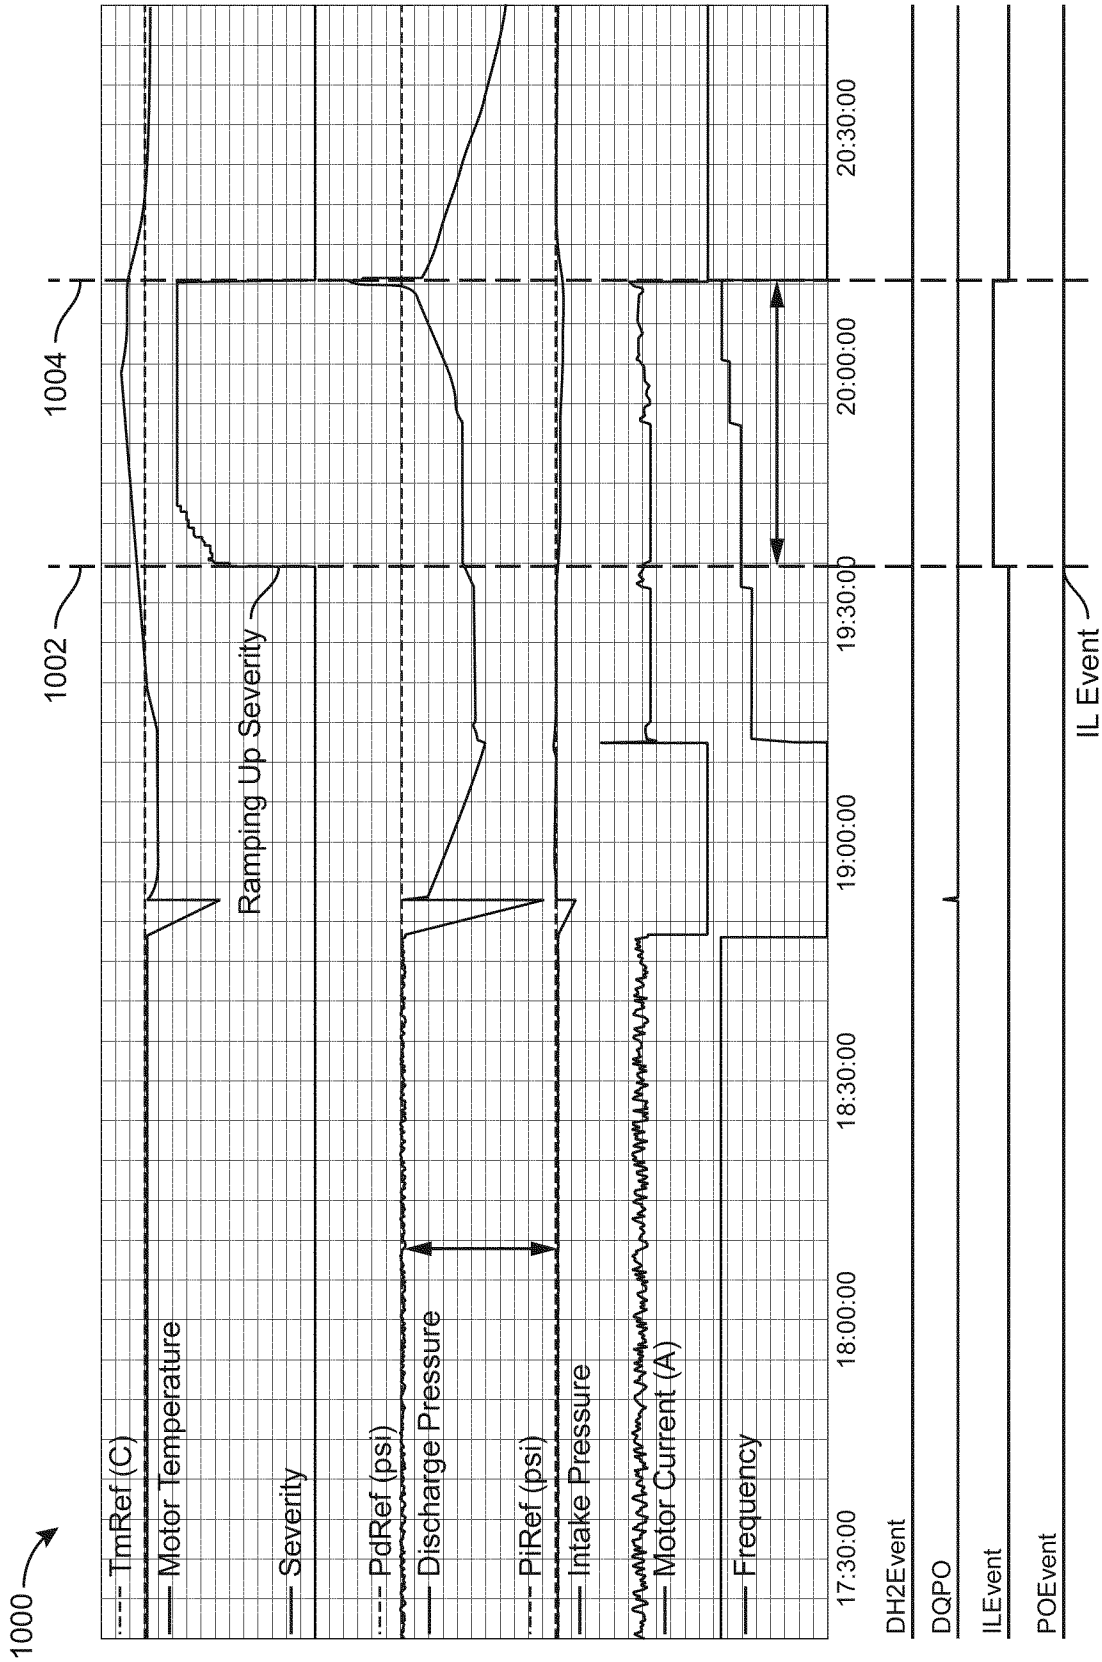 1000
1002
1004
TmRef (C)
Motor Temperature
Ramping Up Severity
Severity
PdRef (psi)
Discharge Pressure
PiRef (psi)
Intake Pressure
Motor Current (A)
Frequency
17:30:00
18:00:00
18:30:00
19:00:00
19:30:00
20:00:00
20:30:00
DH2Event
DQPO
ILEvent
POEvent
IL Event